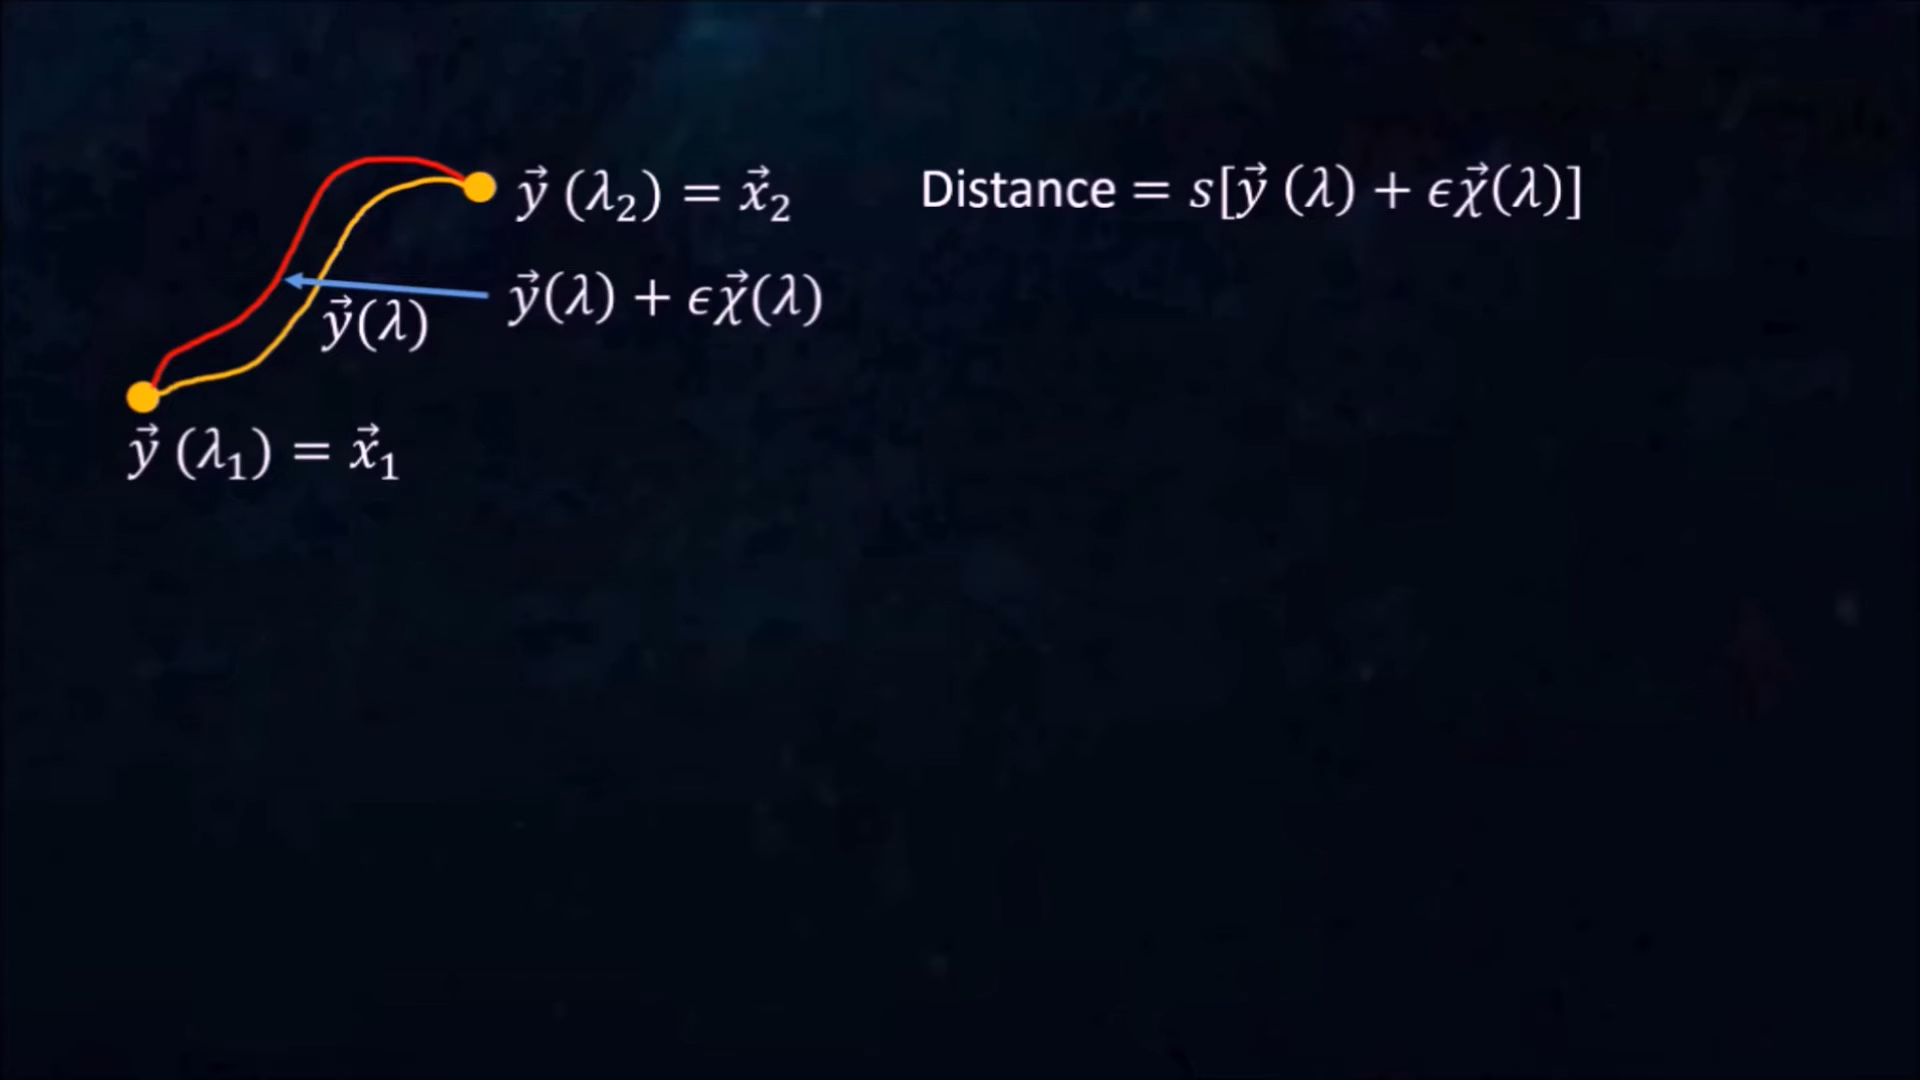 y⃗ (λ₂) = x⃗₂
Distance = s[y⃗ (λ) + ϵχ⃗(λ)]
y⃗(λ) + ϵχ⃗(λ)
y⃗(λ)
y⃗ (λ₁) = x⃗₁